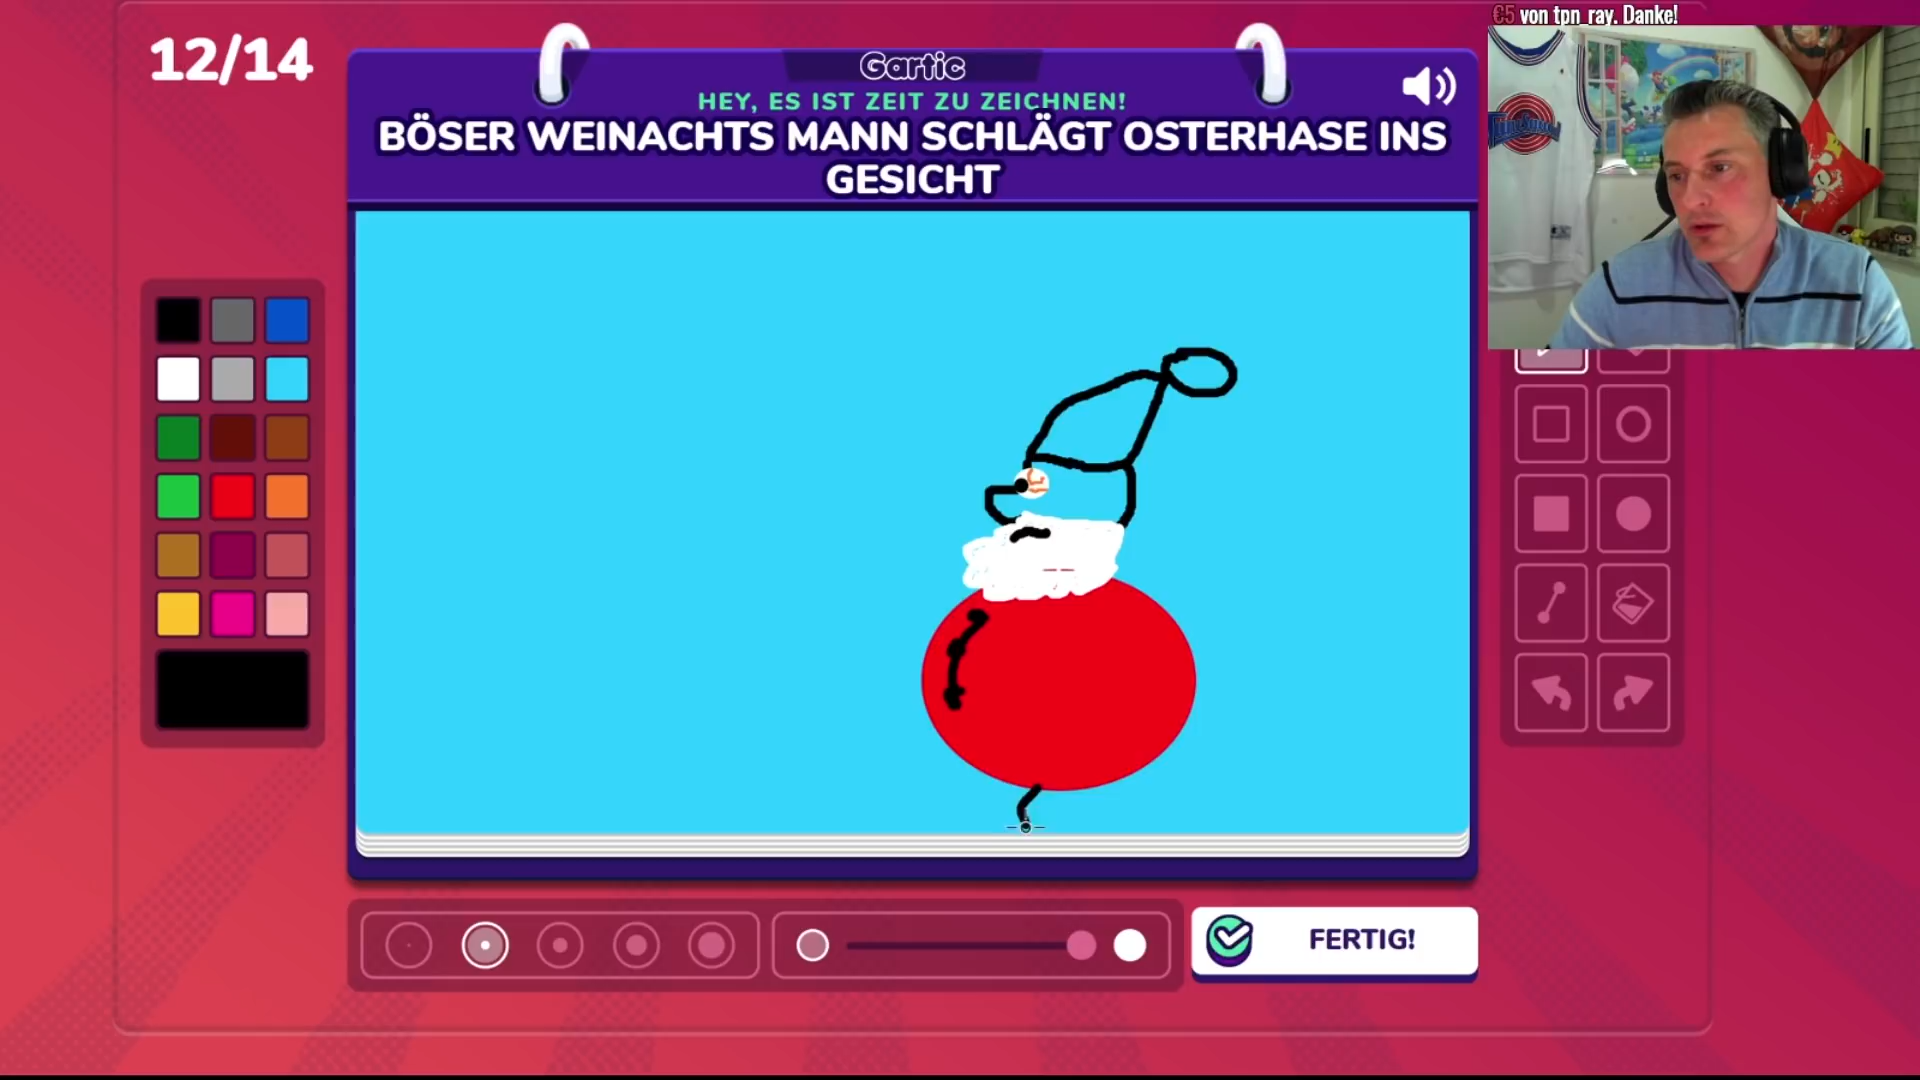 €5 von tpn_ray. Danke!
12/14
Gartic
HEY, ES IST ZEIT ZU ZEICHNEN!
BÖSER WEINACHTS MANN SCHLÄGT OSTERHASE INS
GESICHT
FERTIG!